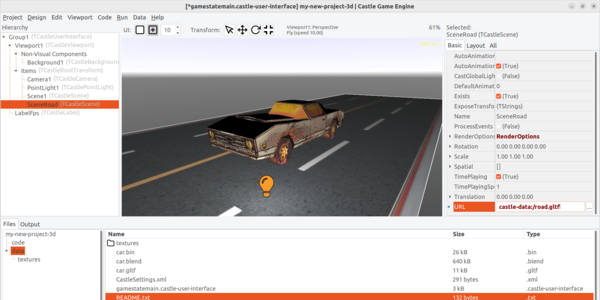 [*gamestatemain.castle-user-interface] my-new-project-3d | Castle Game Engine
Project Edit Design Viewport Code Run Data Help
Hierarchy
Group1 (TCastleUserInterface)
Viewport1 (TCastleViewport)
Non-Visual Components
Background1 (TCastleBackground
Items (TCastleRootTransform)
Camera1 (TCastleCamera)
PointLight1 (TCastlePointLight)
Scene1 (TCastleScene)
SceneRoad (TCastleScene)
LabelFps (TCastleLabel)
UI:
10
Transform:
Viewport1: Perspective
Fly (speed 10.00)
61%
Selected:
SceneRoad (TCastleScene)
Basic Layout All
AutoAnimation
AutoAnimation (True)
CastGlobalLigh (False)
DefaultAnimati 0
Exists (True)
ExposeTransfo (TStrings)
Name SceneRoad
ProcessEvents (False)
RenderOptions RenderOptions
Rotation 0.00 0.00 0.00 0.00
Scale 1.00 1.00 1.00
Spatial []
TimePlaying (True)
TimePlayingSp 1
Translation 0.00 0.00 0.00
URL castle-data:/road.gltf ...
Files Output
my-new-project-3d
code
data
textures
Name Size Type
textures
car.bin 26 kB .bin
car.blend 640 kB .blend
car.gltf 11 kB .gltf
CastleSettings.xml 291 bytes .xml
gamestatemain.castle-user-interface 3 kB .castle-user-interface
README.txt 132 bytes .txt